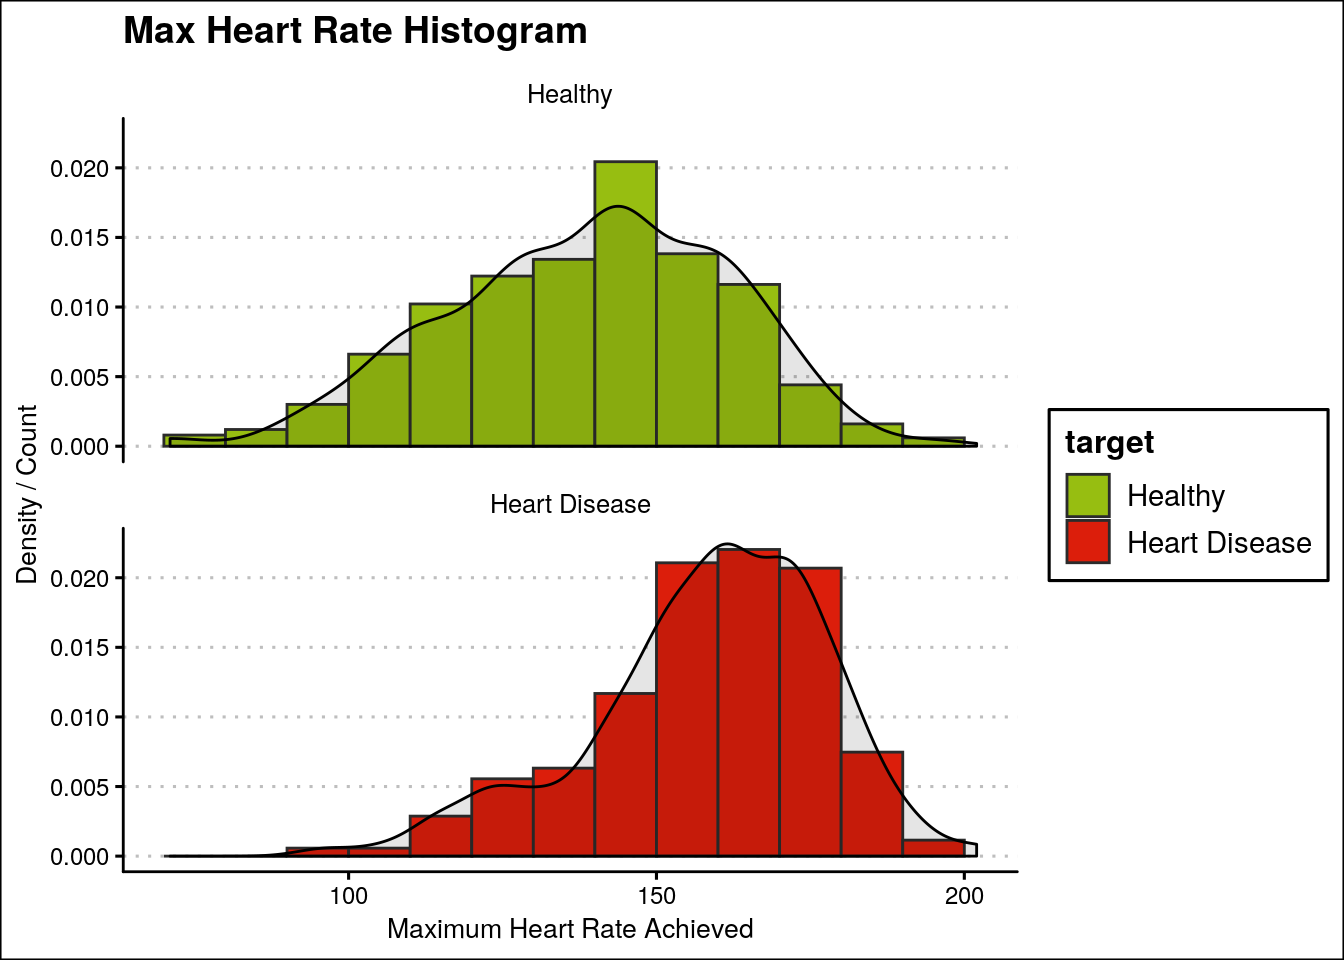 Max Heart Rate Histogram
Healthy
0.020
0.015
0.010
0.005
0.000
Heart Disease
0.020
0.015
0.010
0.005
0.000
100 150 200
Maximum Heart Rate Achieved
Density / Count
target
Healthy
Heart Disease